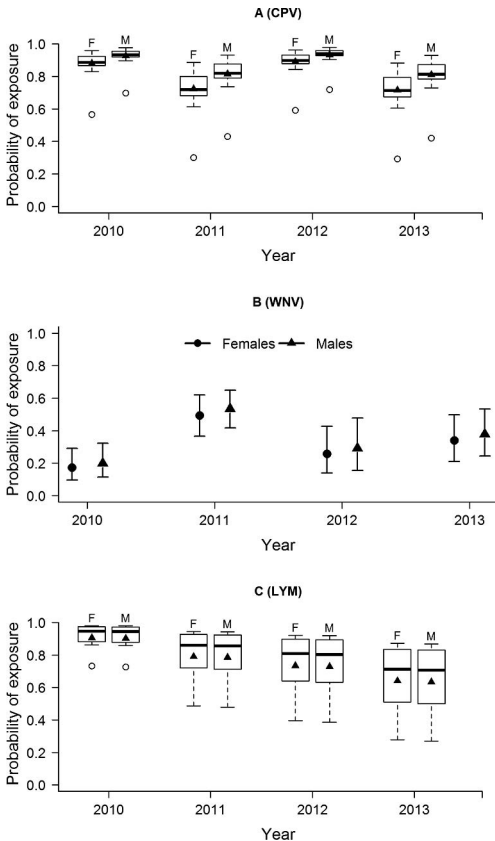 A (CPV)
Probability of exposure
1.0
0.8
0.6
0.4
0.2
0.0
F M F M F M F M
2010 2011 2012 2013
Year
B (WNV)
Probability of exposure
1.0
0.8
0.6
0.4
0.2
0.0
Females Males
2010 2011 2012 2013
Year
C (LYM)
Probability of exposure
1.0
0.8
0.6
0.4
0.2
0.0
F M F M F M F M
2010 2011 2012 2013
Year